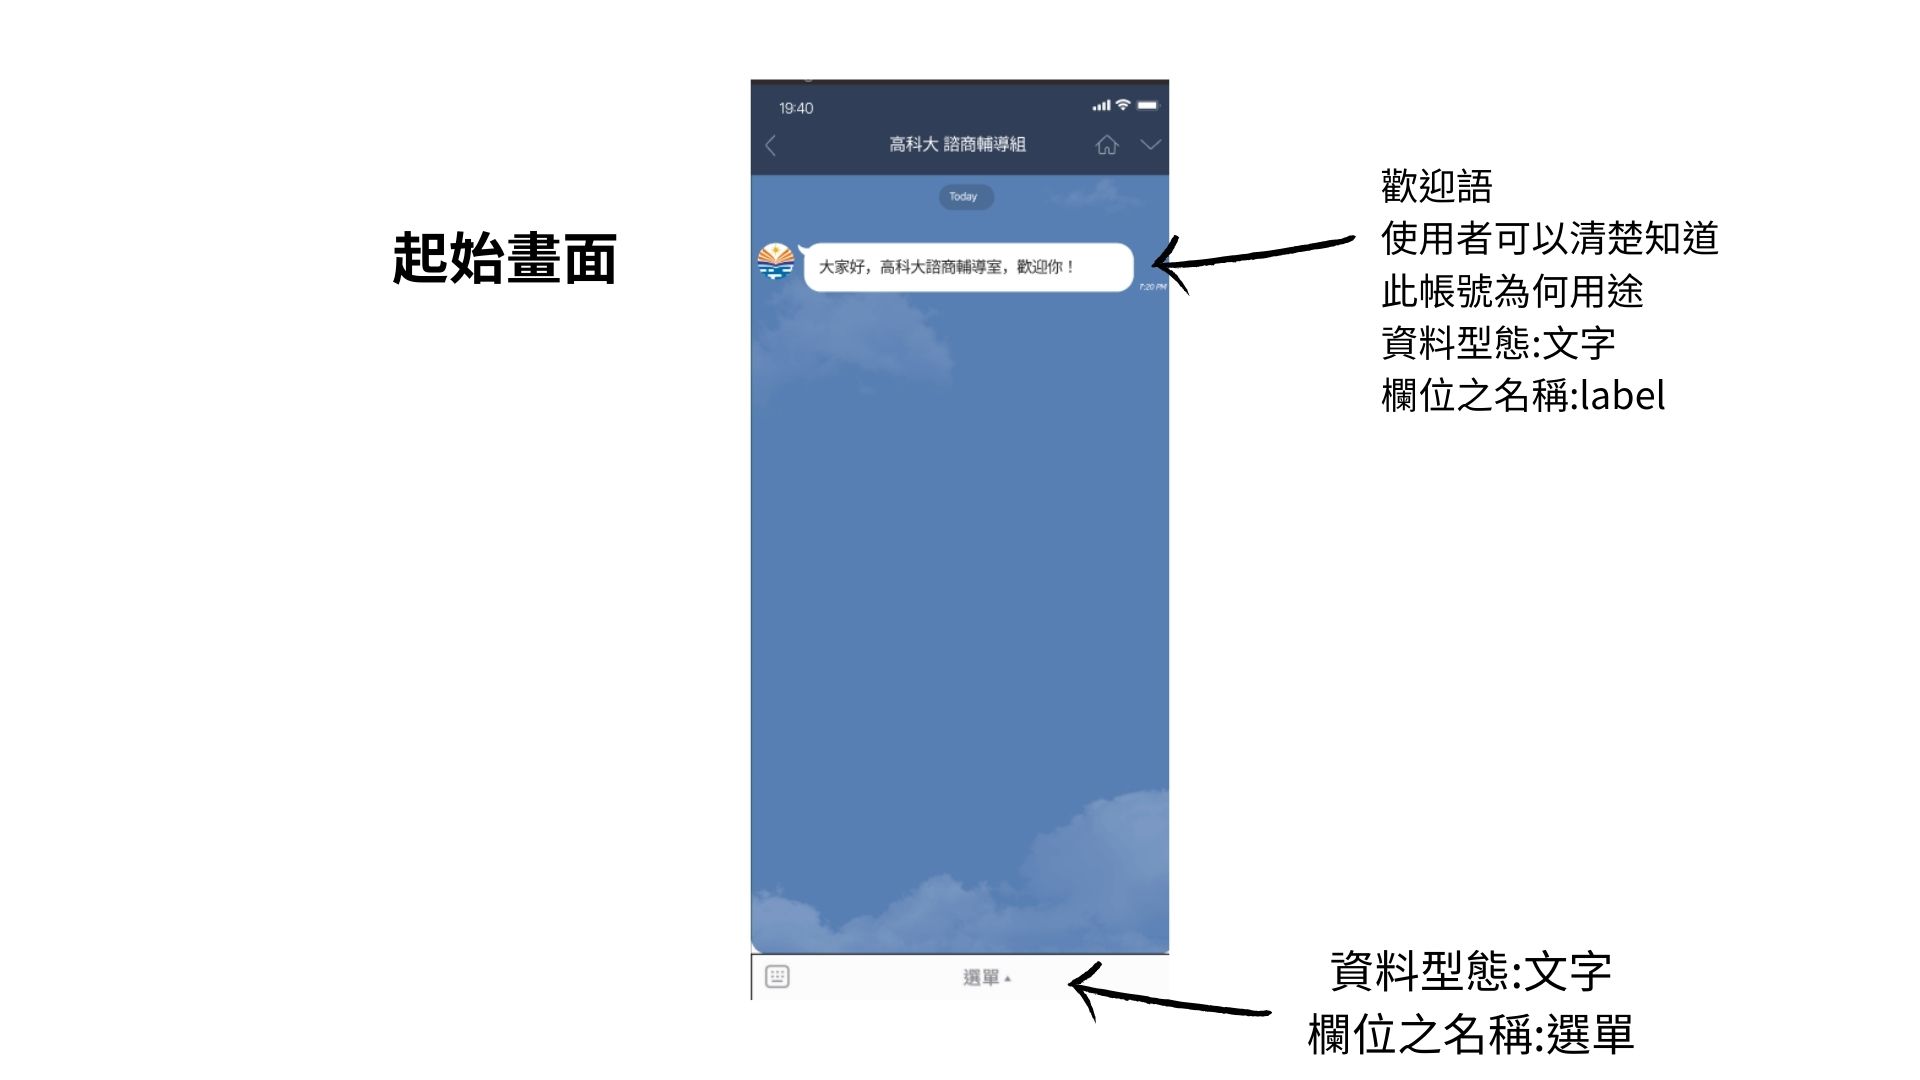 起始畫面
19:40
高科大 諮商輔導組
Today
大家好，高科大諮商輔導室，歡迎你！
7:20 PM
選單
歡迎語
使用者可以清楚知道
此帳號為何用途
資料型態:文字
欄位之名稱:label
資料型態:文字
欄位之名稱:選單